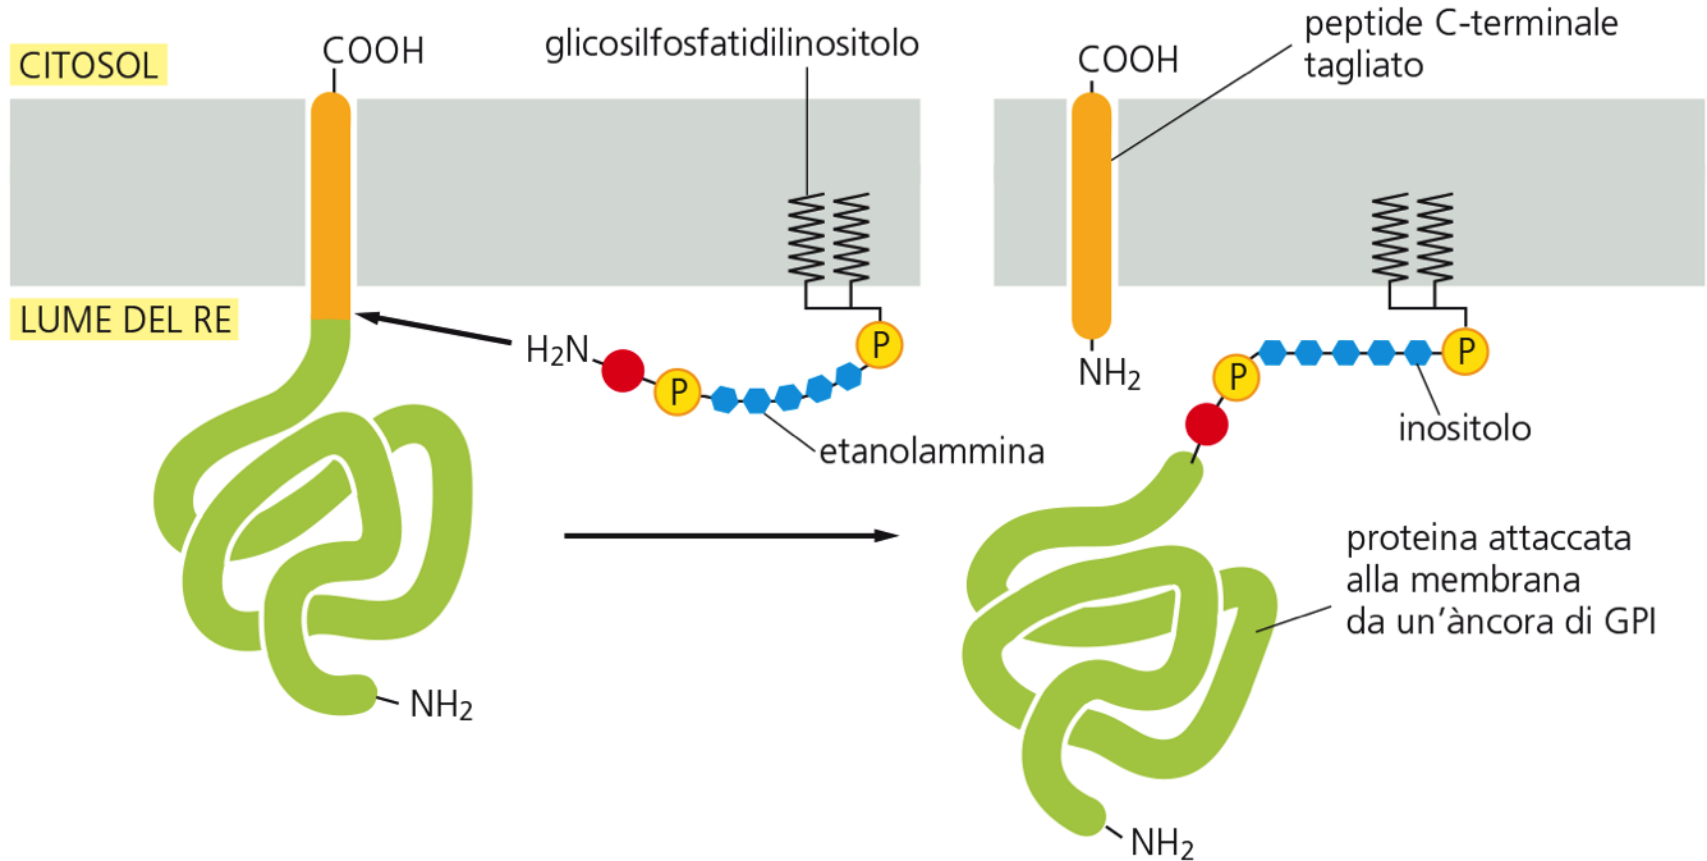 CITOSOL
COOH
glicosilfosfatidilinositolo
LUME DEL RE
H₂N
P
P
etanolammina
NH₂
COOH
peptide C-terminale
tagliato
NH₂
P
P
inositolo
proteina attaccata
alla membrana
da un'àncora di GPI
NH₂